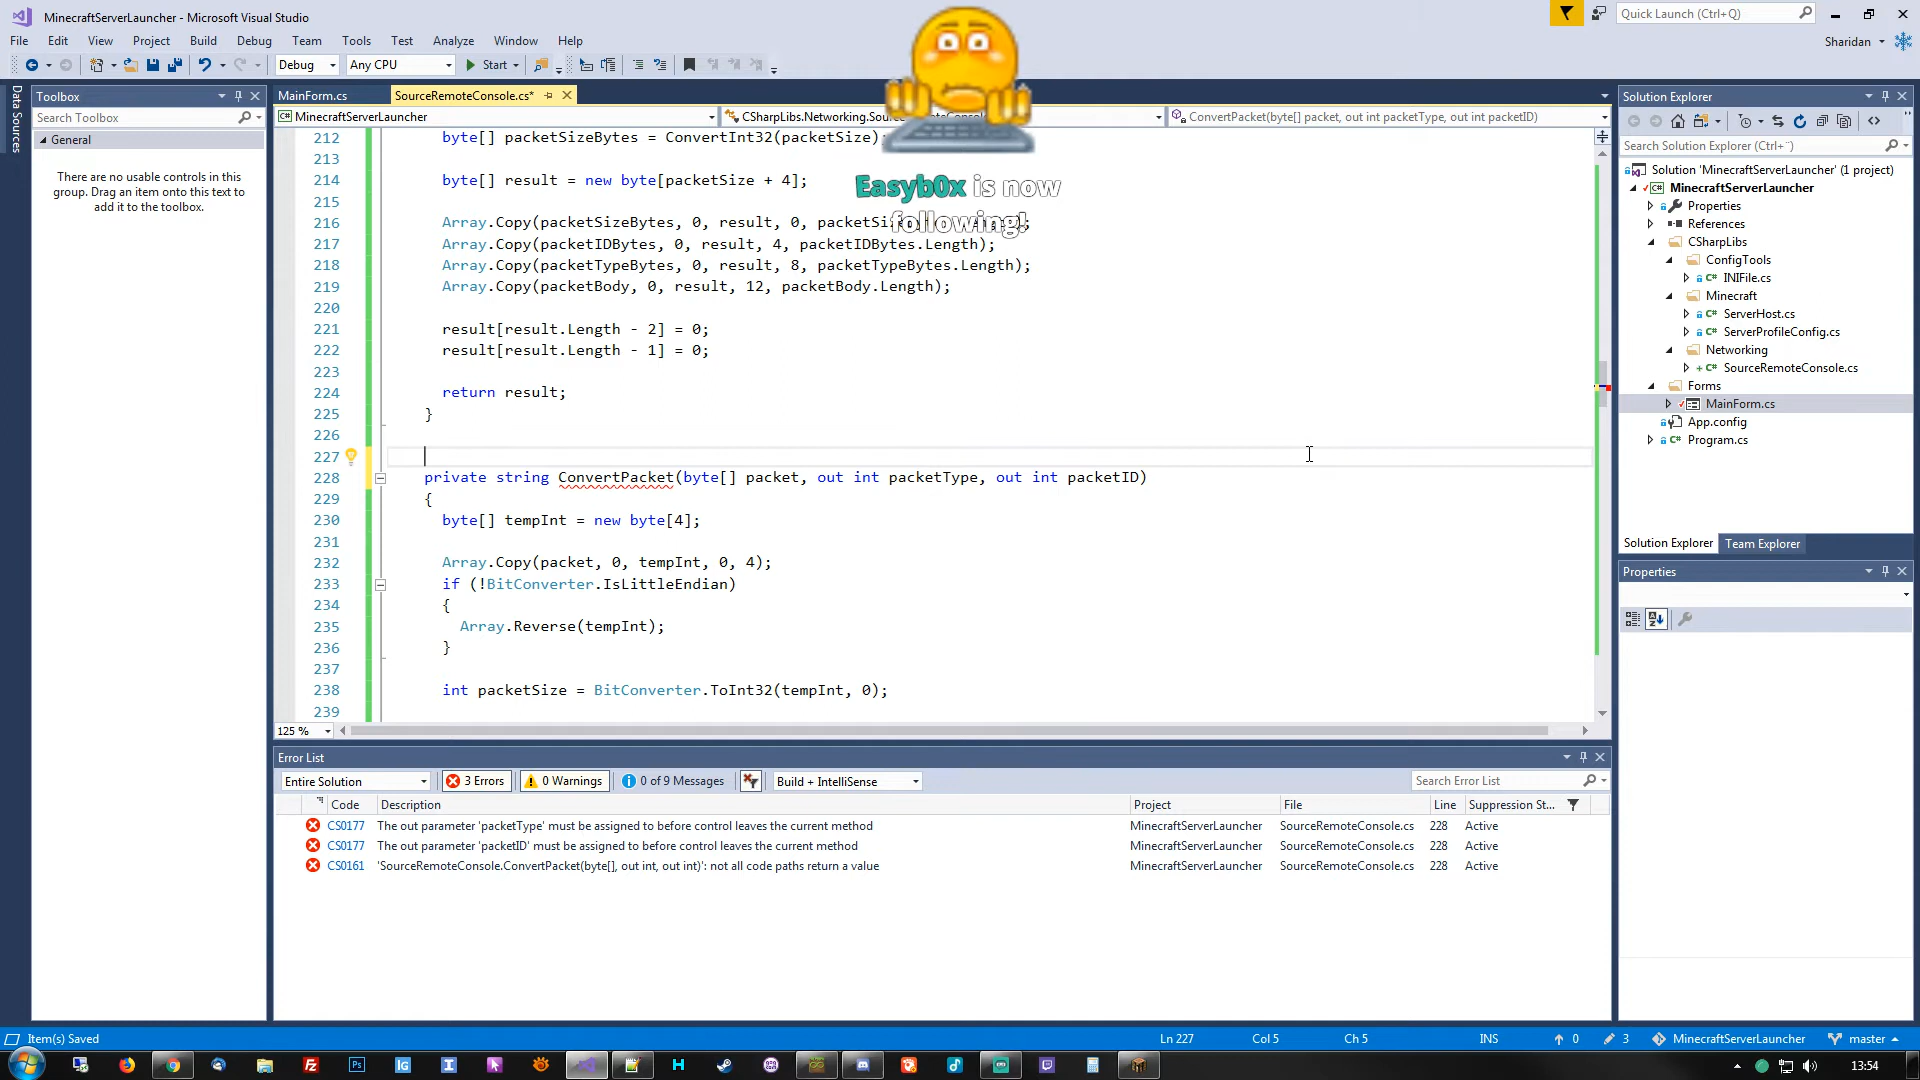 MinecraftServerLauncher - Microsoft Visual Studio
Quick Launch (Ctrl+Q)
File Edit View Project Build Debug Team Tools Test Analyze Window Help
Sharidan
Debug Any CPU Start
Data Sources
Toolbox
Search Toolbox
General
There are no usable controls in this
group. Drag an item onto this text to
add it to the toolbox.
MainForm.cs SourceRemoteConsole.cs*
MinecraftServerLauncher
CSharpLibs.Networking.Source
ConvertPacket(byte[] packet, out int packetType, out int packetID)
212 byte[] packetSizeBytes = ConvertInt32(packetSize);
213
214 byte[] result = new byte[packetSize + 4];
215
216 Array.Copy(packetSizeBytes, 0, result, 0, packetSi
217 Array.Copy(packetIDBytes, 0, result, 4, packetIDBytes.Length);
218 Array.Copy(packetTypeBytes, 0, result, 8, packetTypeBytes.Length);
219 Array.Copy(packetBody, 0, result, 12, packetBody.Length);
220
221 result[result.Length - 2] = 0;
222 result[result.Length - 1] = 0;
223
224 return result;
225 }
226
227
228 private string ConvertPacket(byte[] packet, out int packetType, out int packetID)
229 {
230 byte[] tempInt = new byte[4];
231
232 Array.Copy(packet, 0, tempInt, 0, 4);
233 if (!BitConverter.IsLittleEndian)
234 {
235 Array.Reverse(tempInt);
236 }
237
238 int packetSize = BitConverter.ToInt32(tempInt, 0);
239
125 %
Easyb0x is now
following!
Error List
Entire Solution 3 Errors 0 Warnings 0 of 9 Messages Build + IntelliSense Search Error List
Code Description Project File Line Suppression St...
CS0177 The out parameter 'packetType' must be assigned to before control leaves the current method MinecraftServerLauncher SourceRemoteConsole.cs 228 Active
CS0177 The out parameter 'packetID' must be assigned to before control leaves the current method MinecraftServerLauncher SourceRemoteConsole.cs 228 Active
CS0161 'SourceRemoteConsole.ConvertPacket(byte[], out int, out int)': not all code paths return a value MinecraftServerLauncher SourceRemoteConsole.cs 228 Active
Solution Explorer
Search Solution Explorer (Ctrl+¨)
Solution 'MinecraftServerLauncher' (1 project)
MinecraftServerLauncher
Properties
References
CSharpLibs
ConfigTools
INIFile.cs
Minecraft
ServerHost.cs
ServerProfileConfig.cs
Networking
SourceRemoteConsole.cs
Forms
MainForm.cs
App.config
Program.cs
Solution Explorer Team Explorer
Properties
Item(s) Saved Ln 227 Col 5 Ch 5 INS 0 3 MinecraftServerLauncher master
13:54